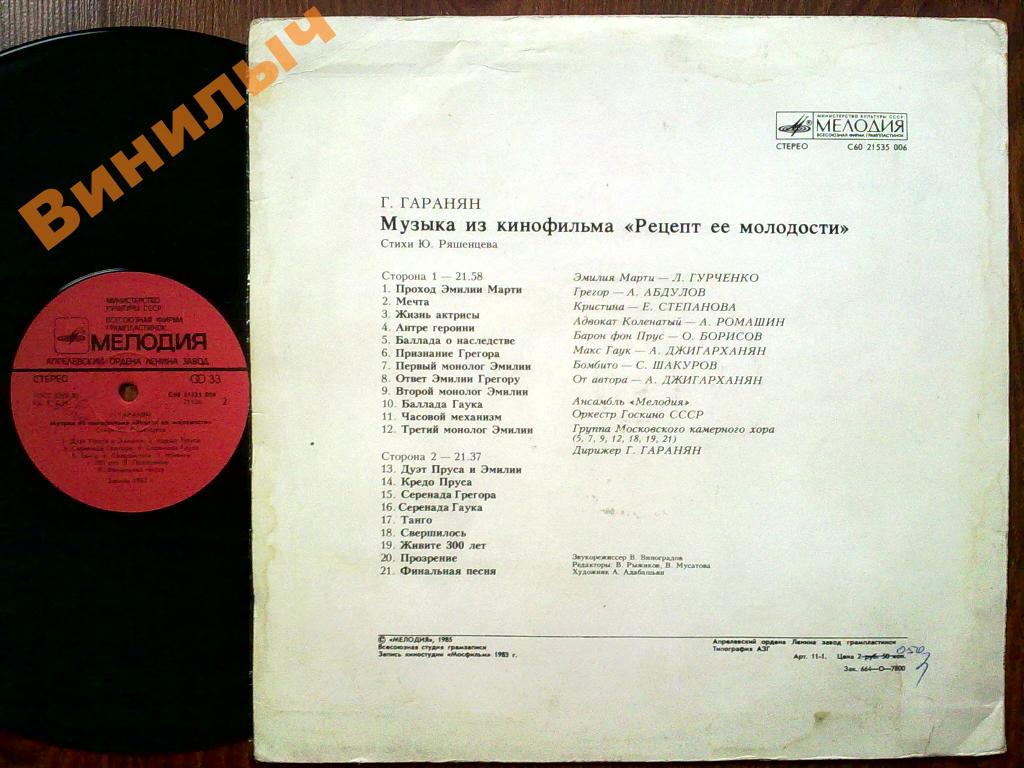 Винилыч
МИНИСТЕРСТВО
КУЛЬТУРЫ СССР
ВСЕСОЮЗНАЯ ФИРМА
ГРАМПЛАСТИНОК
МЕЛОДИЯ
АПРЕЛЕВСКИЙ ОРДЕНА ЛЕНИНА ЗАВОД
СТЕРЕО 33
С60 21535 006
2
Г. ГАРАНЯН
Музыка из кинофильма «Рецепт ее молодости»
МИНИСТЕРСТВО КУЛЬТУРЫ СССР
МЕЛОДИЯ
ВСЕСОЮЗНАЯ ФИРМА ГРАМПЛАСТИНОК
СТЕРЕО С60 21535 006
Г. ГАРАНЯН
Музыка из кинофильма «Рецепт ее молодости»
Стихи Ю. Ряшенцева
Сторона 1 — 21.58
1. Проход Эмилии Марти
2. Мечта
3. Жизнь актрисы
4. Антре героини
5. Баллада о наследстве
6. Признание Грегора
7. Первый монолог Эмилии
8. Ответ Эмилии Грегору
9. Второй монолог Эмилии
10. Баллада Гаука
11. Часовой механизм
12. Третий монолог Эмилии
Сторона 2 — 21.37
13. Дуэт Пруса и Эмилии
14. Кредо Пруса
15. Серенада Грегора
16. Серенада Гаука
17. Танго
18. Свершилось
19. Живите 300 лет
20. Прозрение
21. Финальная песня
Эмилия Марти — Л. ГУРЧЕНКО
Грегор — А. АБДУЛОВ
Кристина — Е. СТЕПАНОВА
Адвокат Коленатый — А. РОМАШИН
Барон фон Прус — О. БОРИСОВ
Макс Гаук — А. ДЖИГАРХАНЯН
Бомбито — С. ШАКУРОВ
От автора — А. ДЖИГАРХАНЯН
Ансамбль «Мелодия»
Оркестр Госкино СССР
Группа Московского камерного хора
(5, 7, 9, 12, 18, 19, 21)
Дирижер Г. ГАРАНЯН
Звукорежиссер В. Виноградов
Редакторы: В. Рыжиков, В. Мусатова
Художник А. Адабашьян
© «МЕЛОДИЯ», 1985
Всесоюзная студия грамзаписи
Запись киностудии «Мосфильм» 1983 г.
Апрелевский ордена Ленина завод грампластинок
Типография АЗГ
Арт. 11-1. Цена 2 руб. 50 коп.
Зак. 664—О—7800